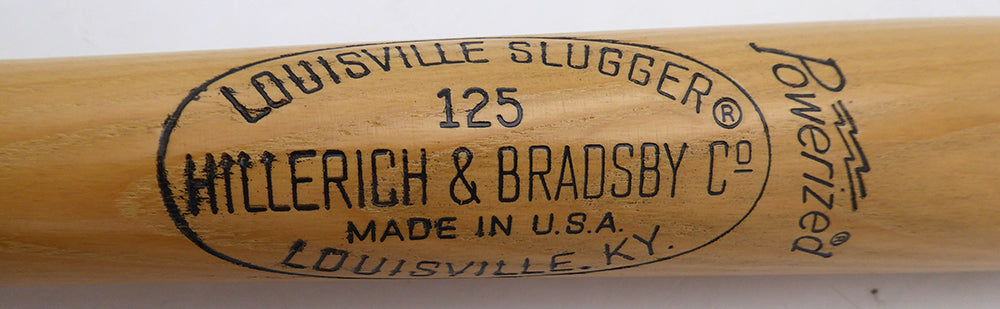 LOUISVILLE SLUGGER®
125
HILLERICH & BRADSBY Cº
MADE IN U.S.A.
LOUISVILLE. KY.
Powerized®